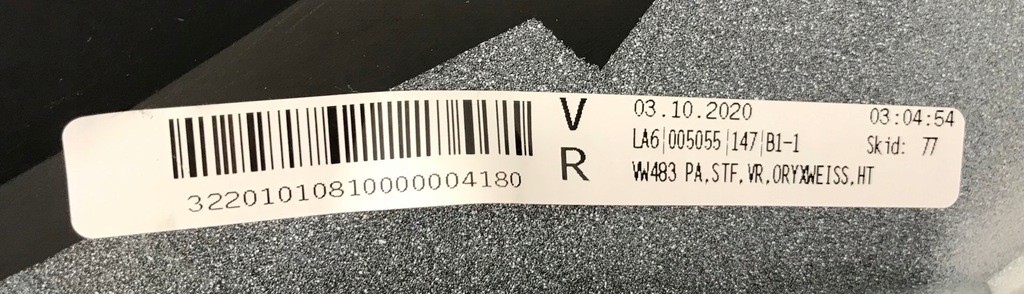 32201010810000004180
V
R
03.10.2020 03:04:54
LA6|005055|147|B1-1 Skid: 77
VW483 PA,STF,VR,ORYXWEISS,HT